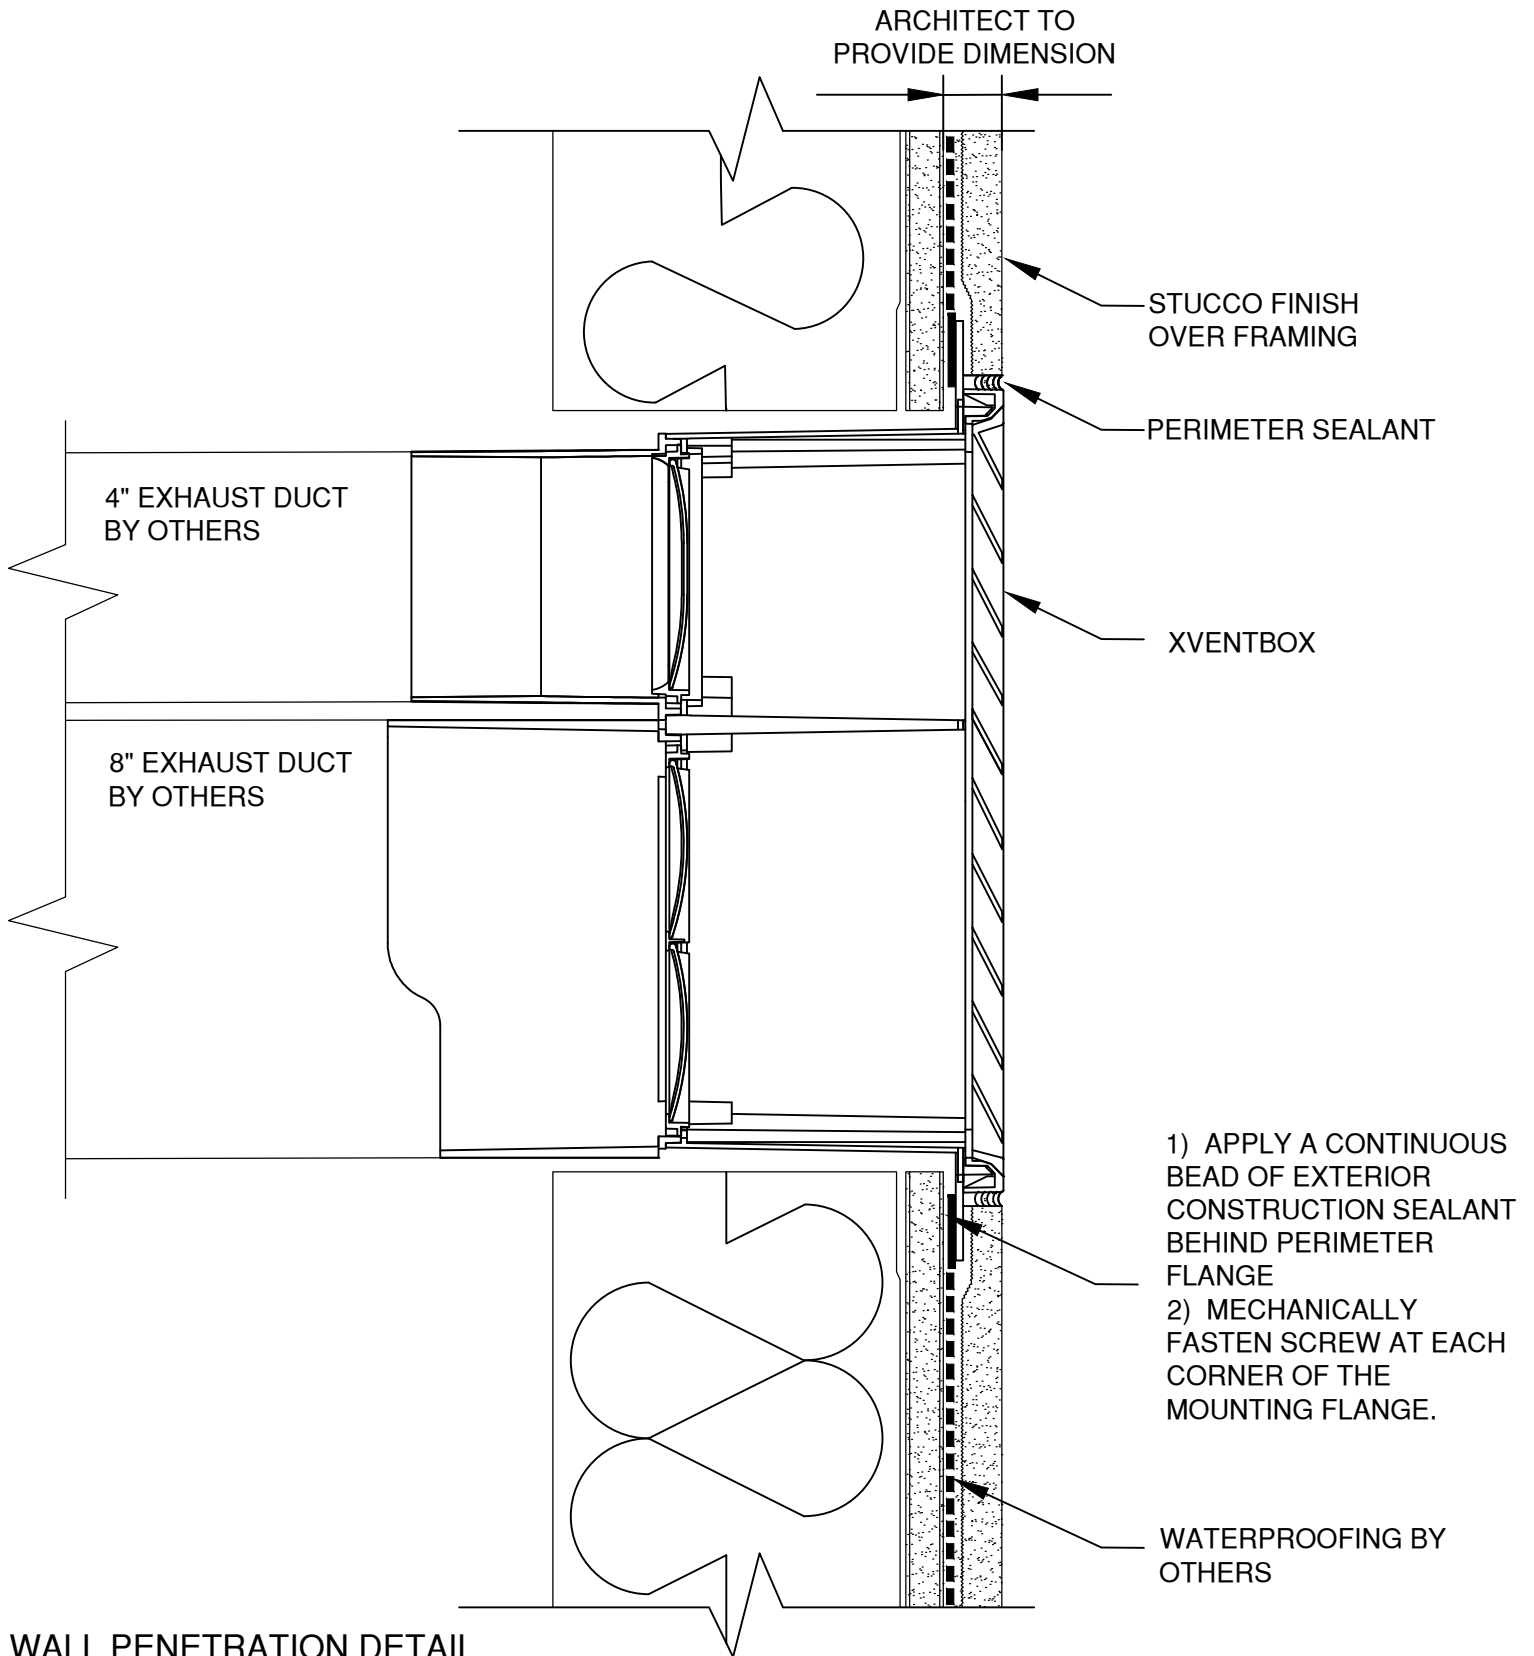 ARCHITECT TO
PROVIDE DIMENSION
STUCCO FINISH
OVER FRAMING
PERIMETER SEALANT
4" EXHAUST DUCT
BY OTHERS
XVENTBOX
8" EXHAUST DUCT
BY OTHERS
1) APPLY A CONTINUOUS
BEAD OF EXTERIOR
CONSTRUCTION SEALANT
BEHIND PERIMETER
FLANGE
2) MECHANICALLY
FASTEN SCREW AT EACH
CORNER OF THE
MOUNTING FLANGE.
WATERPROOFING BY
OTHERS
WALL PENETRATION DETAIL